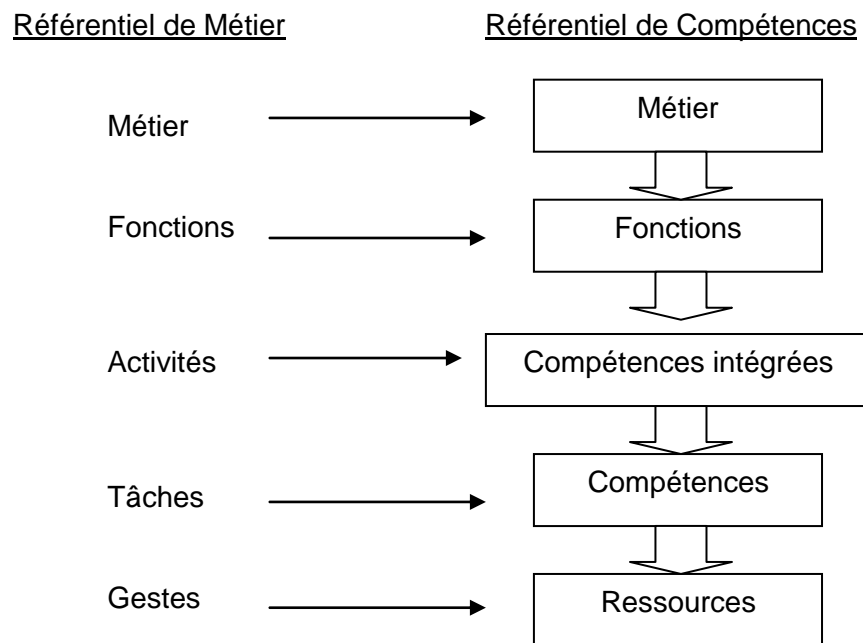 Référentiel de Métier Référentiel de Compétences
Métier Métier
Fonctions Fonctions
Activités Compétences intégrées
Tâches Compétences
Gestes Ressources